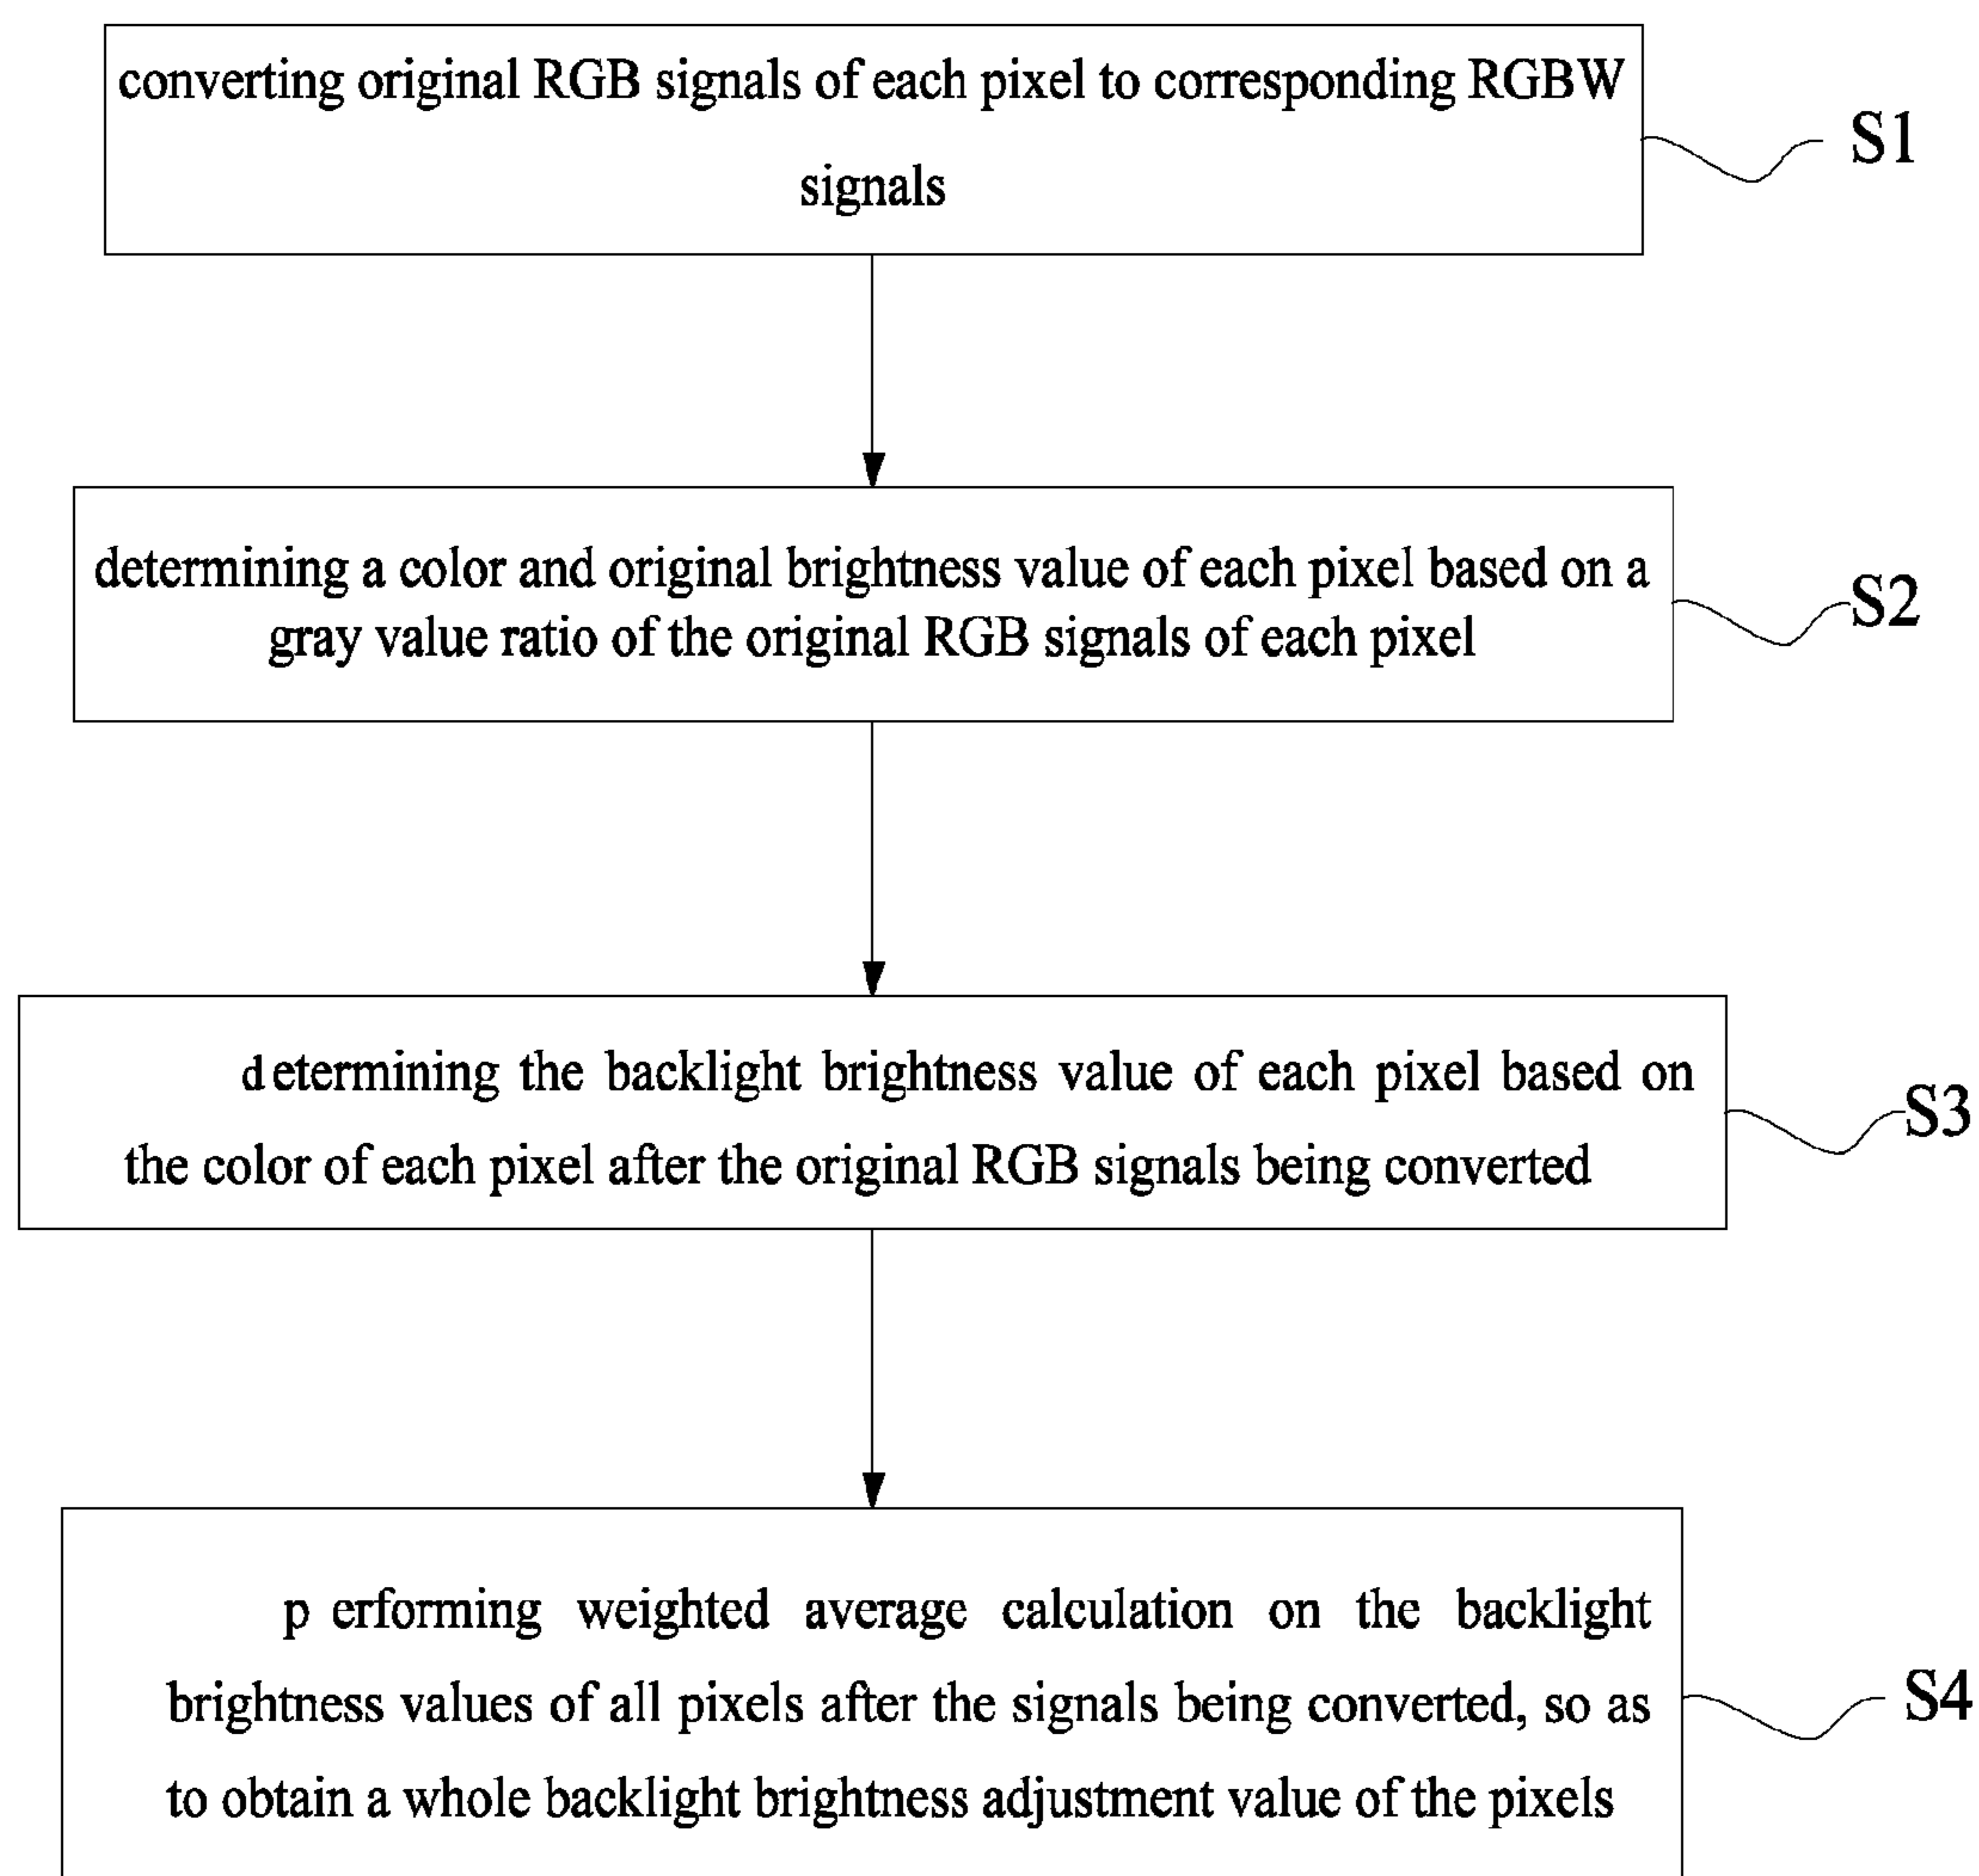 converting original RGB signals of each pixel to corresponding RGBW
signals
S1
determining a color and original brightness value of each pixel based on a
gray value ratio of the original RGB signals of each pixel
S2
determining the backlight brightness value of each pixel based on
the color of each pixel after the original RGB signals being converted
S3
p erforming weighted average calculation on the backlight
brightness values of all pixels after the signals being converted, so as
to obtain a whole backlight brightness adjustment value of the pixels
S4